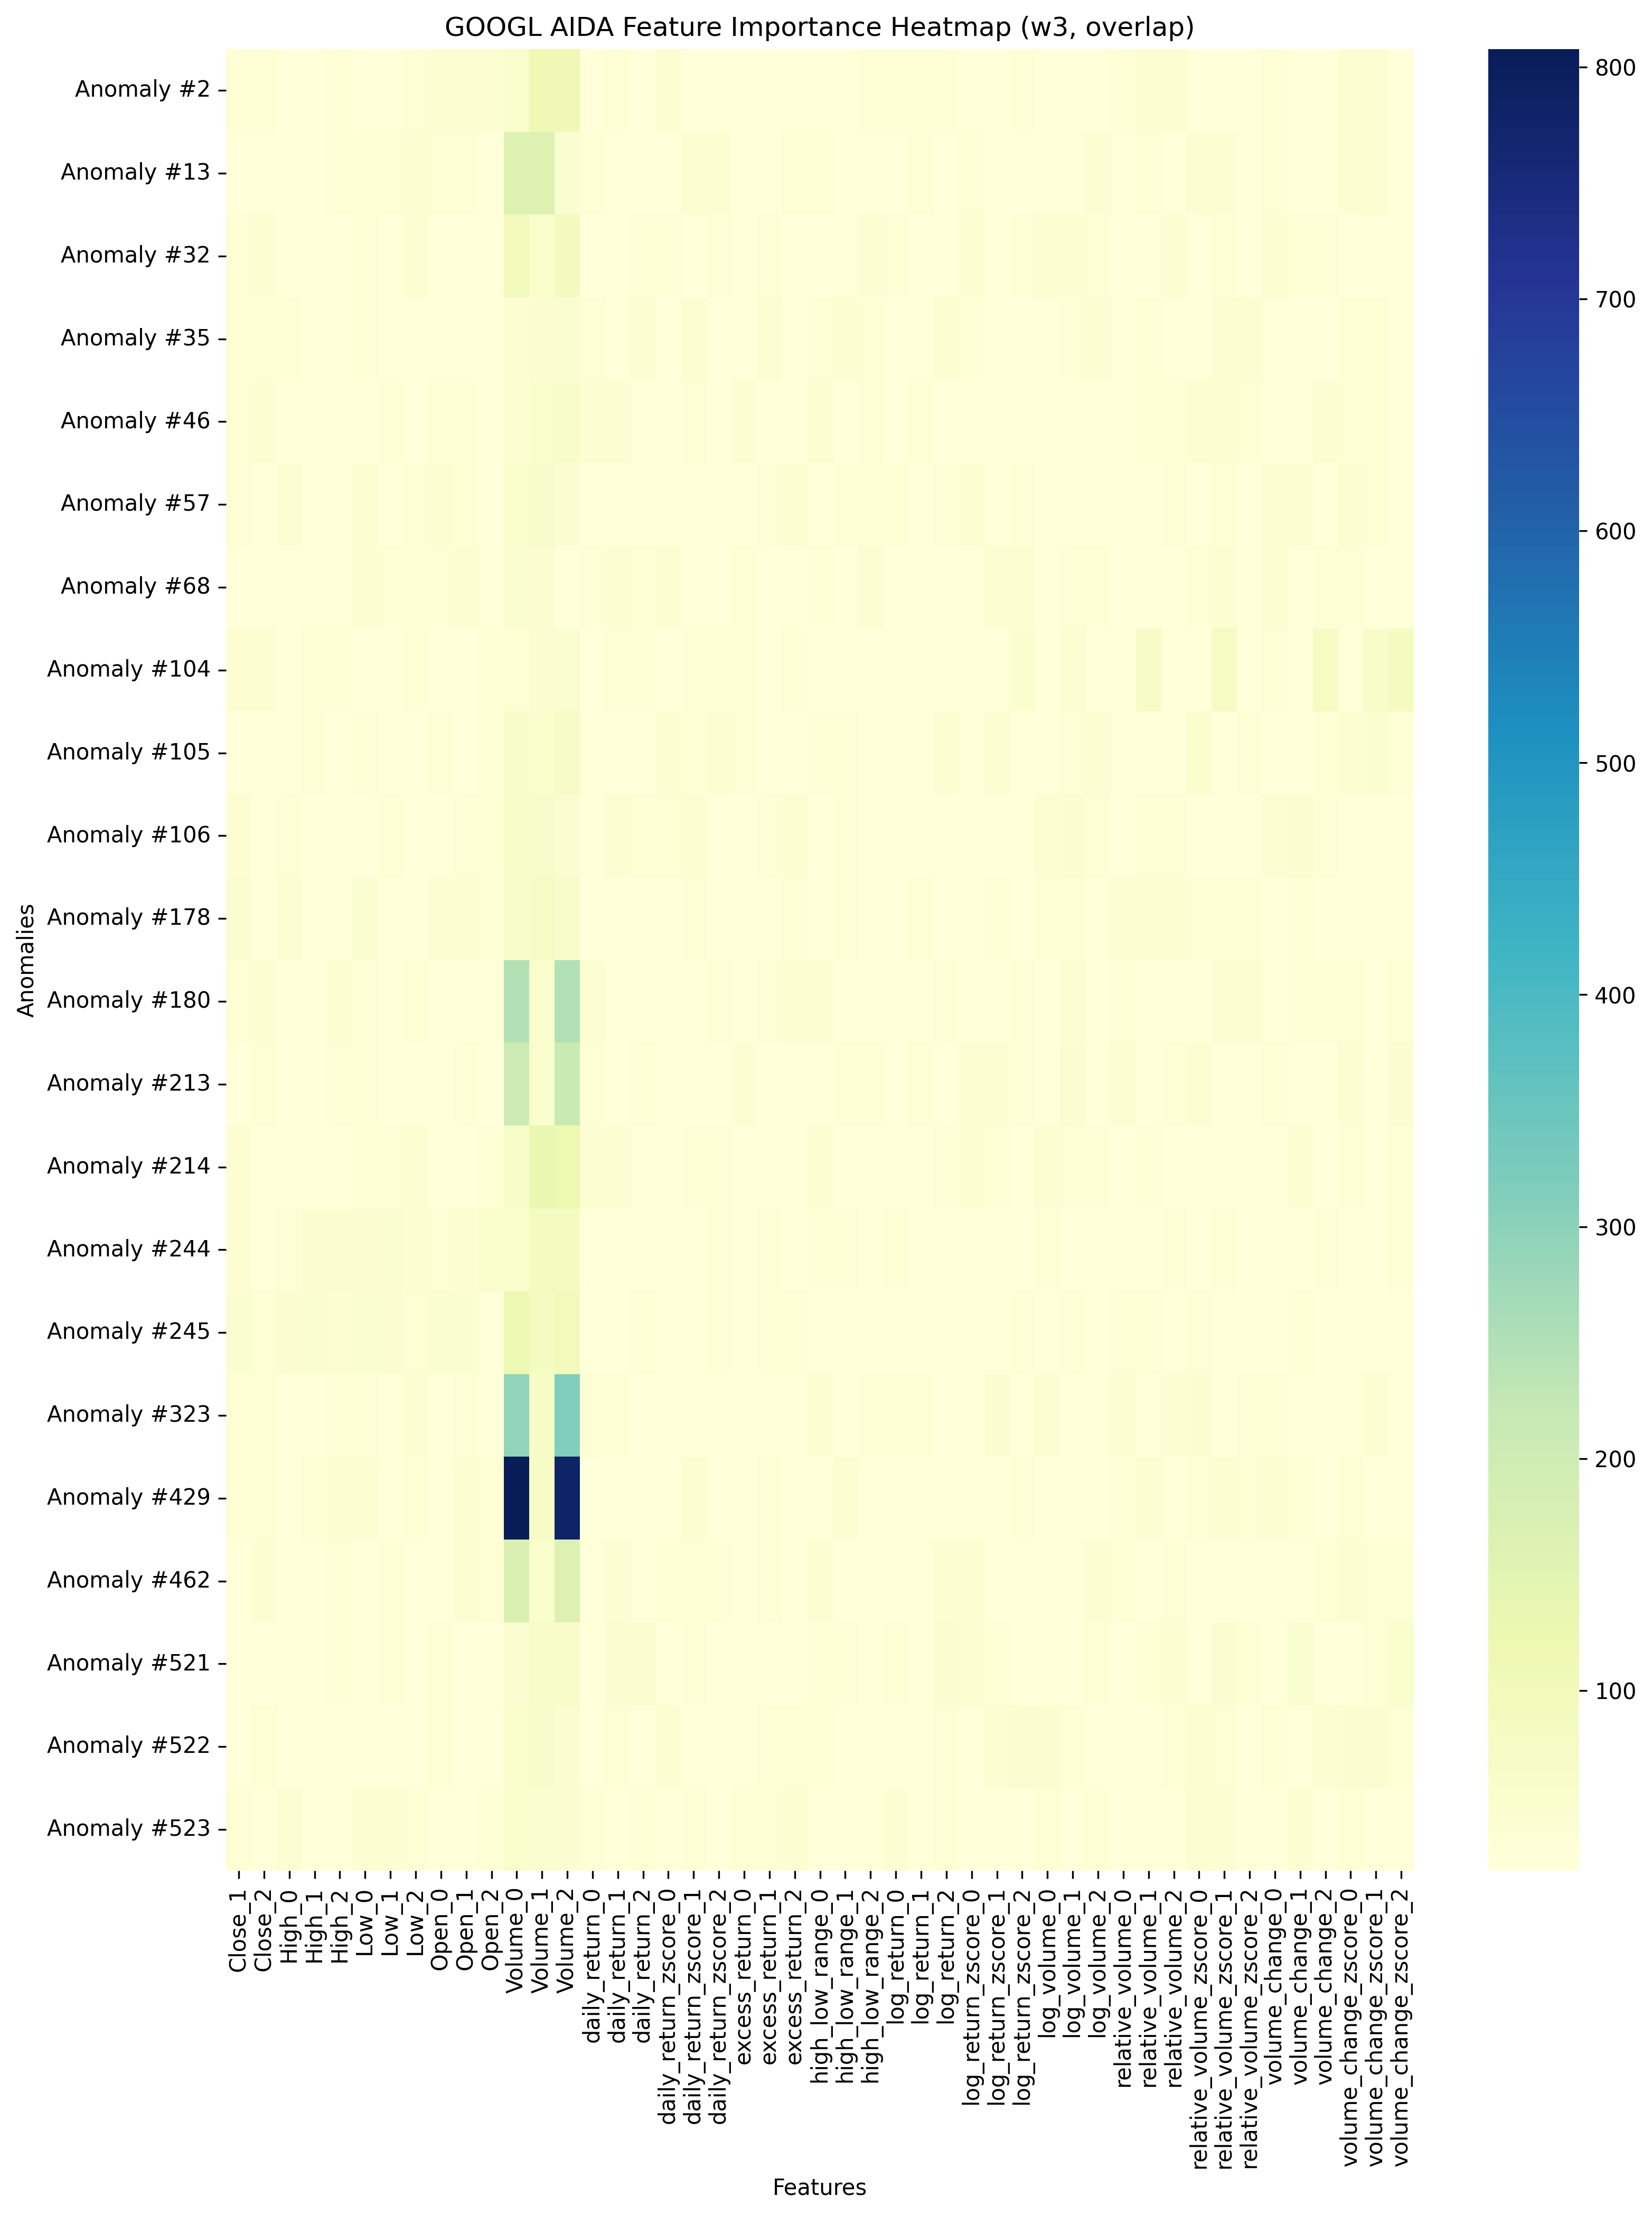 GOOGL AIDA Feature Importance Heatmap (w3, overlap)
Anomalies
Anomaly #2
Anomaly #13
Anomaly #32
Anomaly #35
Anomaly #46
Anomaly #57
Anomaly #68
Anomaly #104
Anomaly #105
Anomaly #106
Anomaly #178
Anomaly #180
Anomaly #213
Anomaly #214
Anomaly #244
Anomaly #245
Anomaly #323
Anomaly #429
Anomaly #462
Anomaly #521
Anomaly #522
Anomaly #523
Close_1
Close_2
High_0
High_1
High_2
Low_0
Low_1
Low_2
Open_0
Open_1
Open_2
Volume_0
Volume_1
Volume_2
daily_return_0
daily_return_1
daily_return_2
daily_return_zscore_0
daily_return_zscore_1
daily_return_zscore_2
excess_return_0
excess_return_1
excess_return_2
high_low_range_0
high_low_range_1
high_low_range_2
log_return_0
log_return_1
log_return_2
log_return_zscore_0
log_return_zscore_1
log_return_zscore_2
log_volume_0
log_volume_1
log_volume_2
relative_volume_0
relative_volume_1
relative_volume_2
relative_volume_zscore_0
relative_volume_zscore_1
relative_volume_zscore_2
volume_change_0
volume_change_1
volume_change_2
volume_change_zscore_0
volume_change_zscore_1
volume_change_zscore_2
Features
800
700
600
500
400
300
200
100